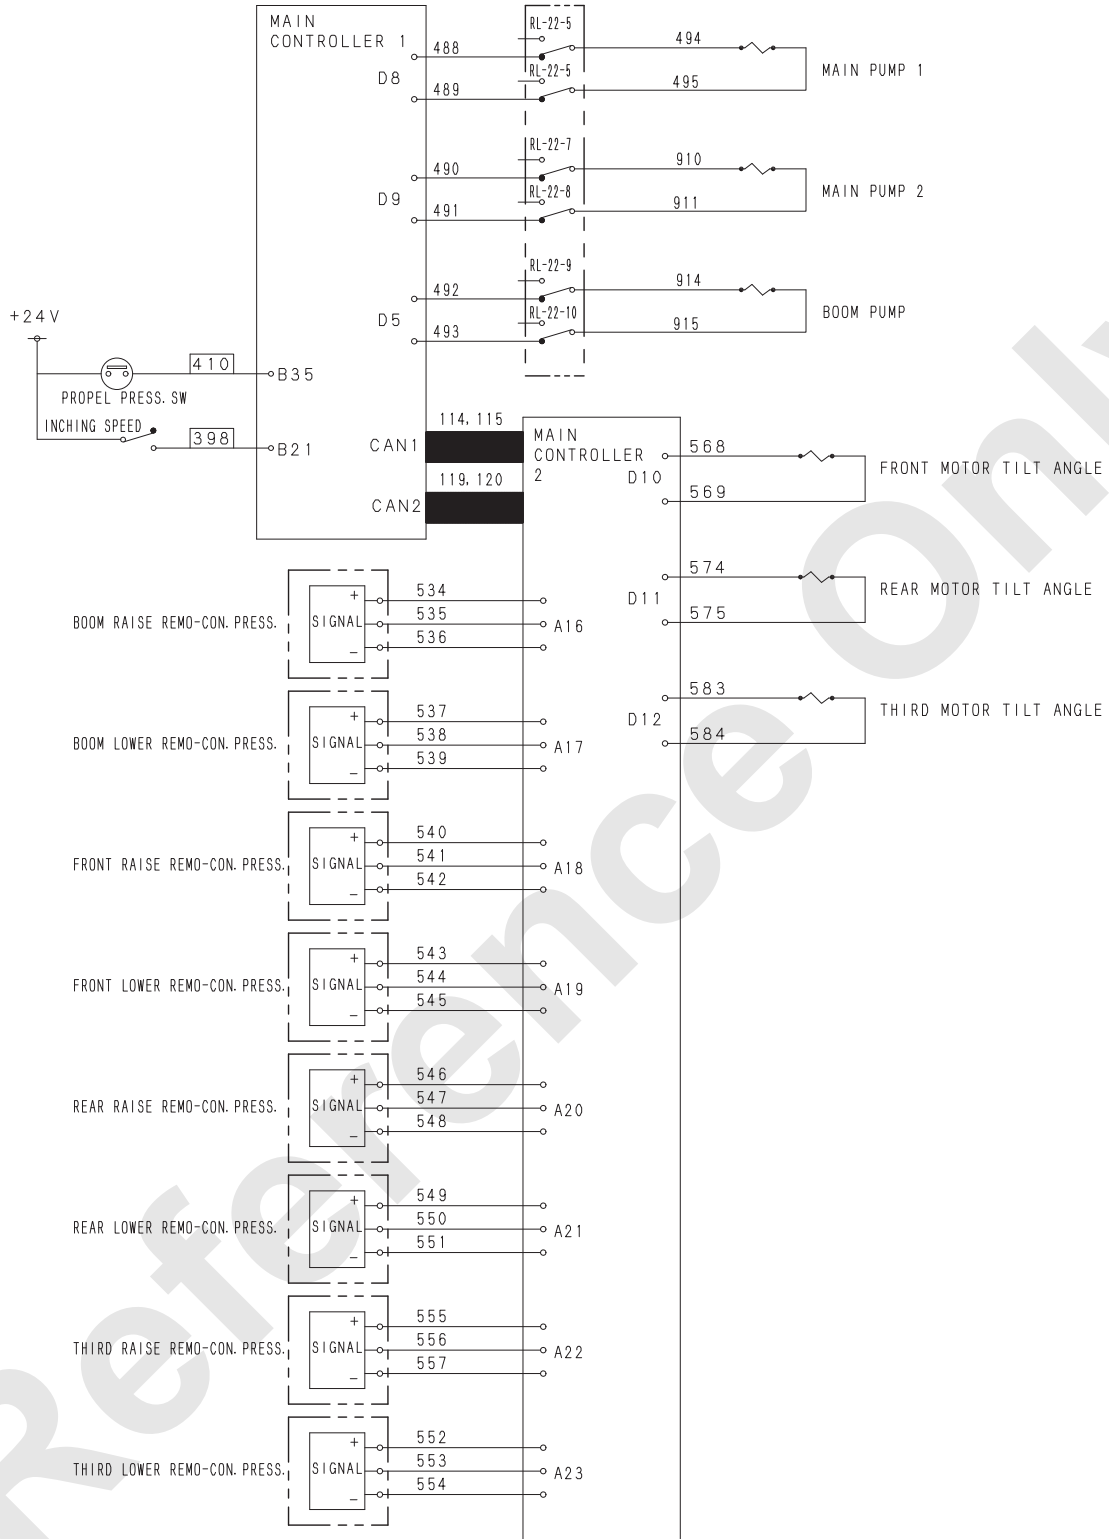 MAIN
CONTROLLER 1
488
D8
489
490
D9
491
492
D5
493
RL-22-5
494
RL-22-5
495
MAIN PUMP 1
RL-22-7
910
RL-22-8
911
MAIN PUMP 2
RL-22-9
914
RL-22-10
915
BOOM PUMP
+24V
410
B35
PROPEL PRESS. SW
INCHING SPEED
398
B21
CAN1
114, 115
CAN2
119, 120
MAIN
CONTROLLER
2
568
D10
569
FRONT MOTOR TILT ANGLE
574
D11
575
REAR MOTOR TILT ANGLE
583
D12
584
THIRD MOTOR TILT ANGLE
BOOM RAISE REMO-CON. PRESS.
+
SIGNAL
-
534
535
536
A16
BOOM LOWER REMO-CON. PRESS.
+
SIGNAL
-
537
538
539
A17
FRONT RAISE REMO-CON. PRESS.
+
SIGNAL
-
540
541
542
A18
FRONT LOWER REMO-CON. PRESS.
+
SIGNAL
-
543
544
545
A19
REAR RAISE REMO-CON. PRESS.
+
SIGNAL
-
546
547
548
A20
REAR LOWER REMO-CON. PRESS.
+
SIGNAL
-
549
550
551
A21
THIRD RAISE REMO-CON. PRESS.
+
SIGNAL
-
555
556
557
A22
THIRD LOWER REMO-CON. PRESS.
+
SIGNAL
-
552
553
554
A23
Reference Only